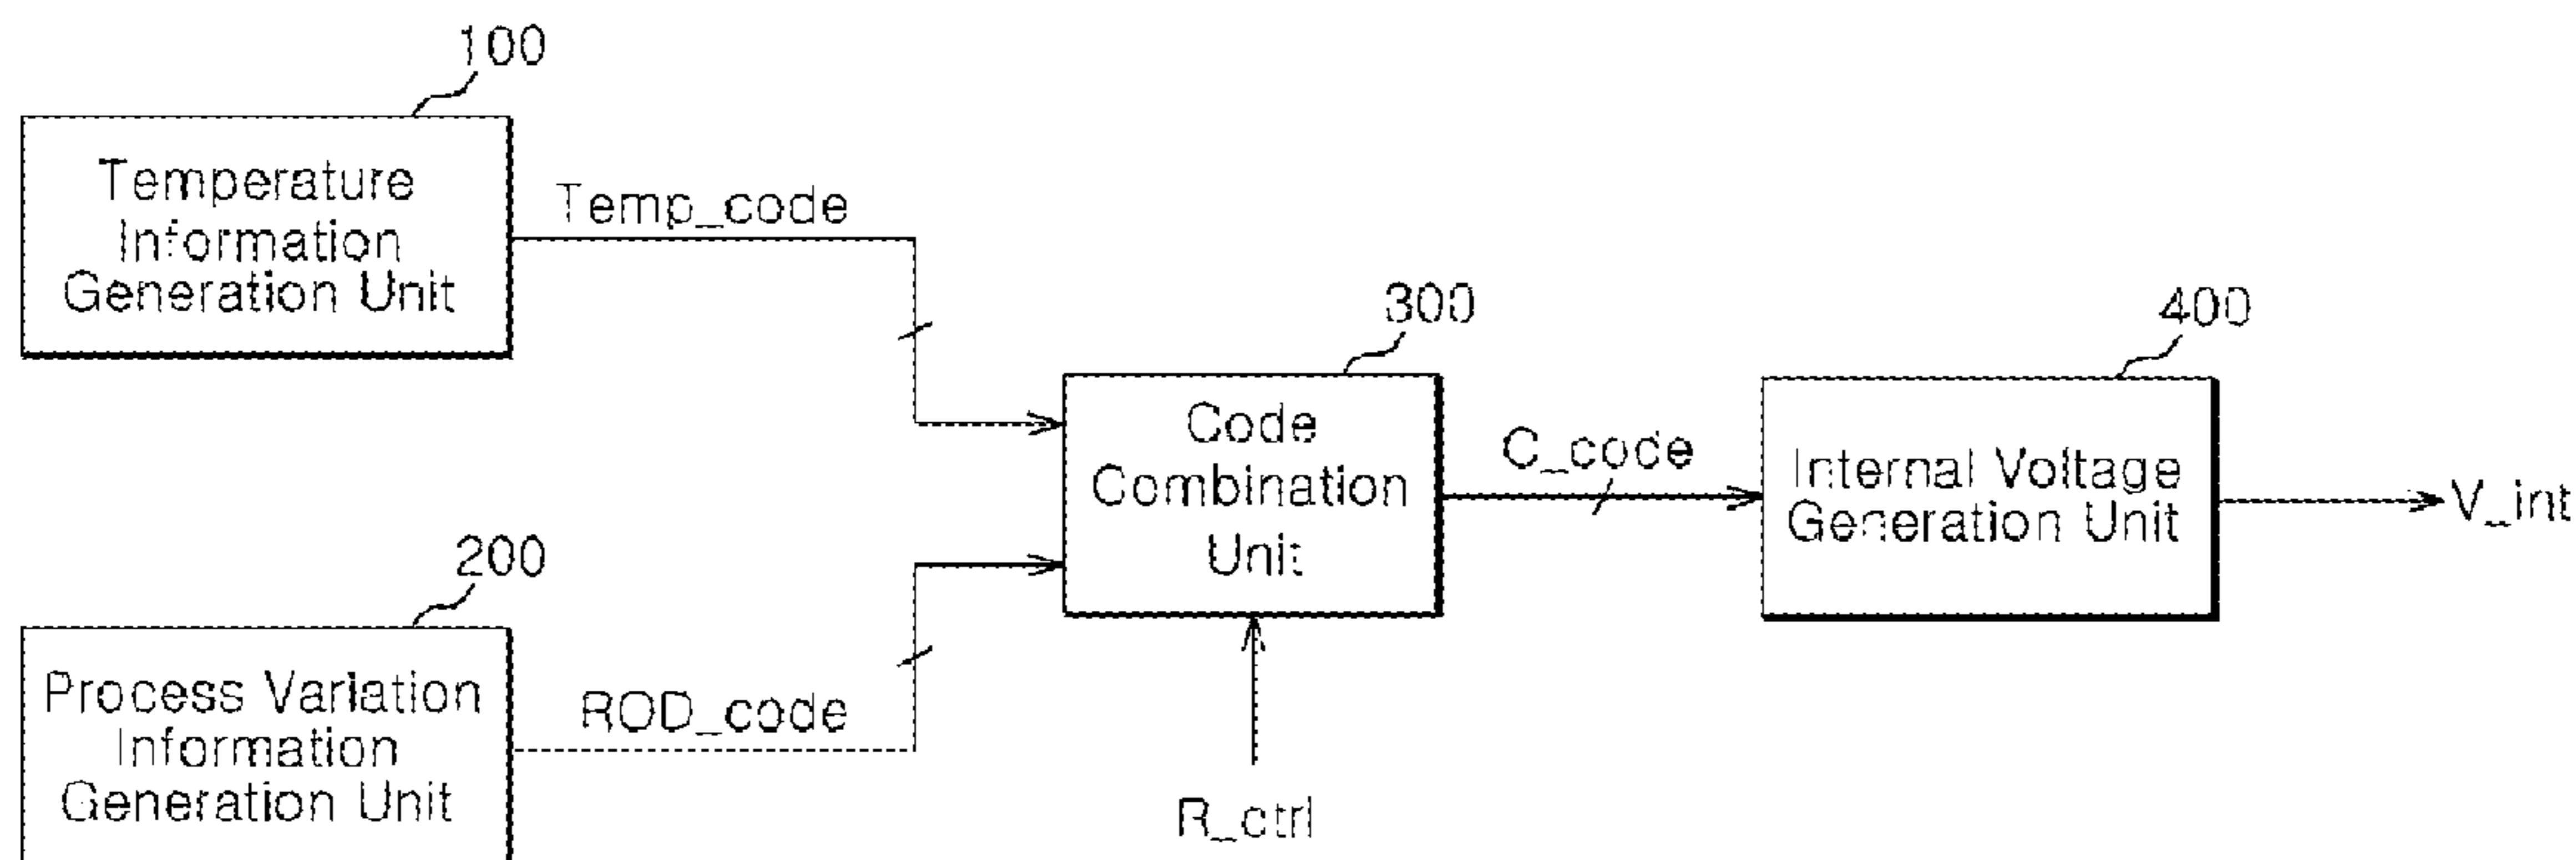 100
Temperature
Information
Generation Unit
Temp_code
200
Process Variation
Information
Generation Unit
ROD_code
300
Code
Combination
Unit
R_ctrl
C_code
400
Internal Voltage
Generation Unit
V_int